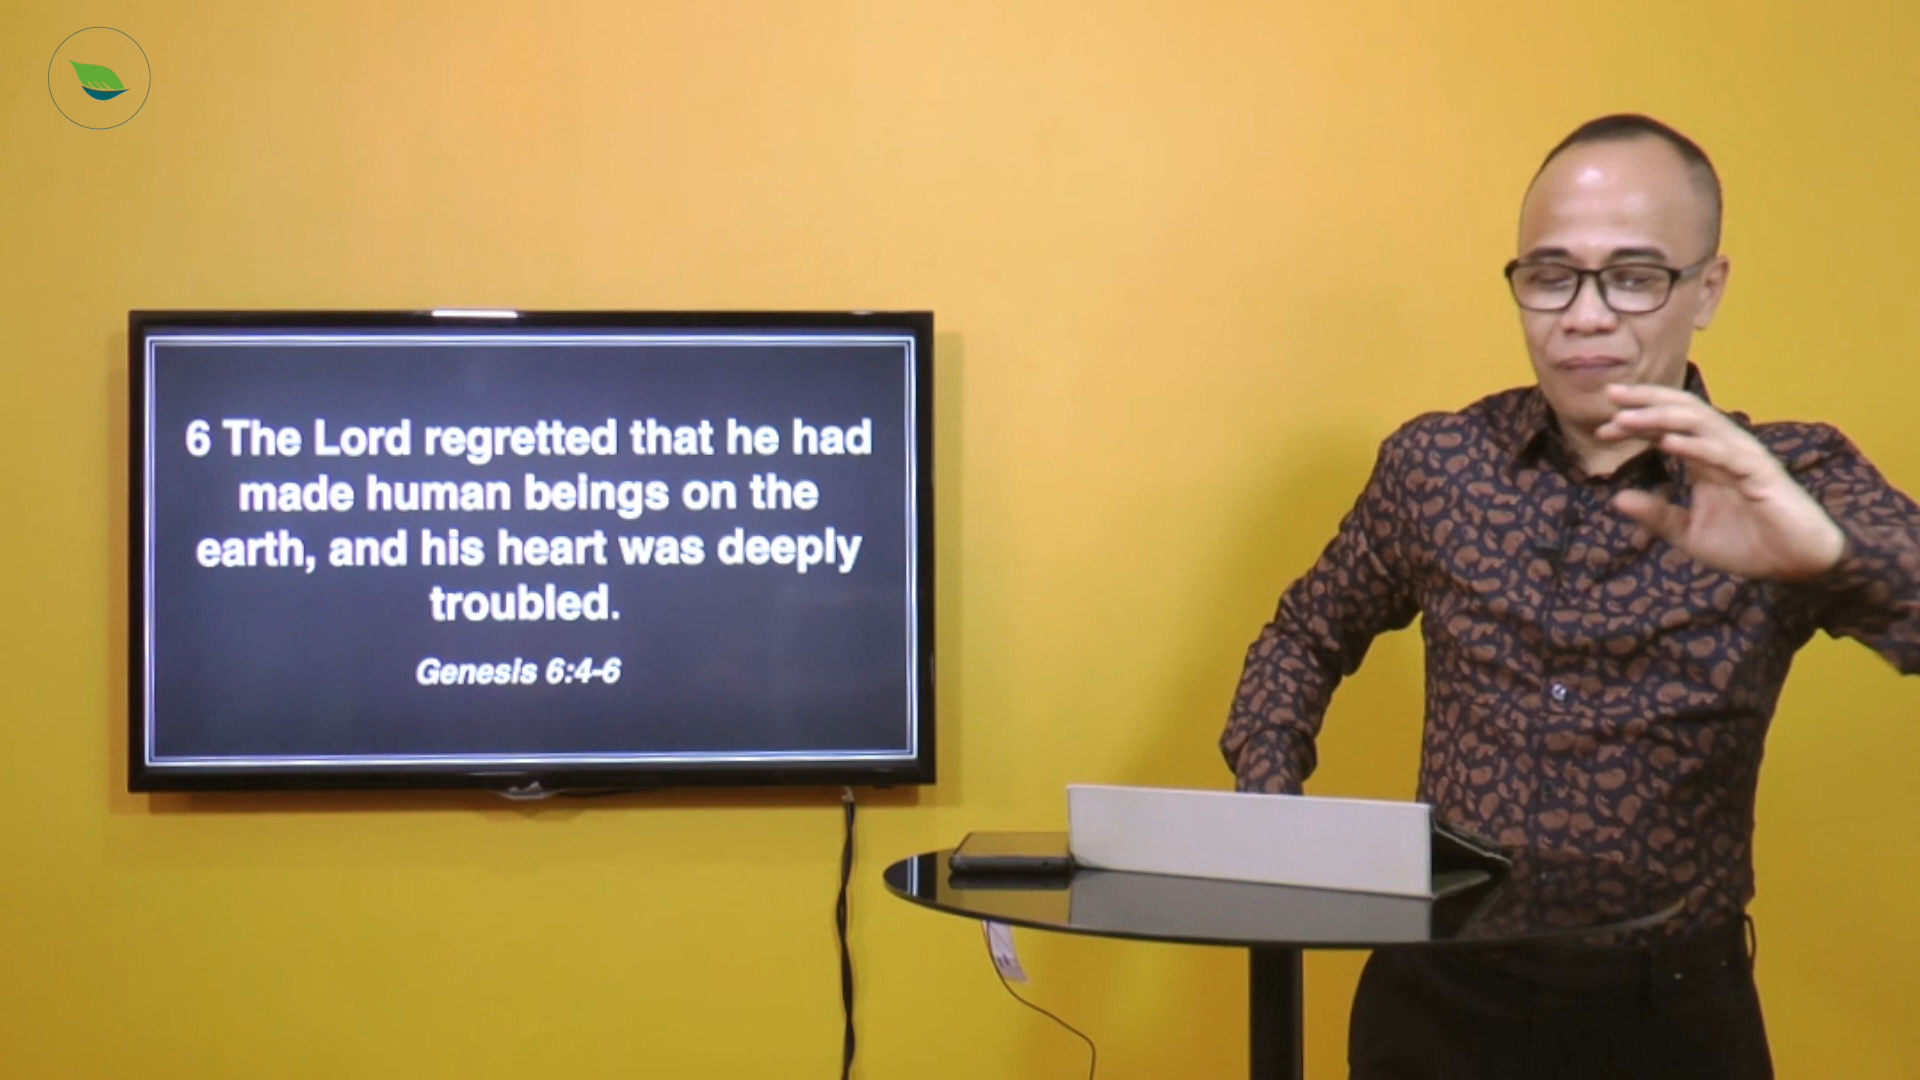 6 The Lord regretted that he had
made human beings on the
earth, and his heart was deeply
troubled.
Genesis 6:4-6